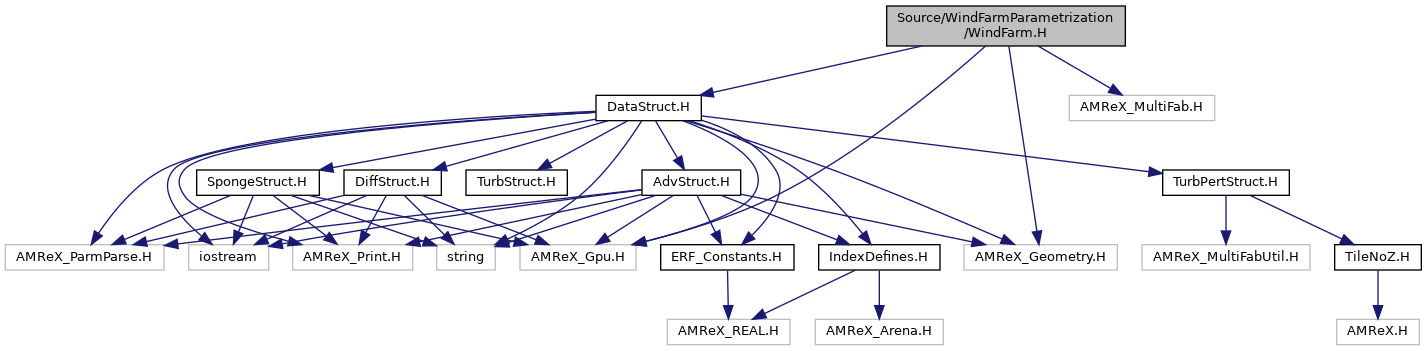 Source/WindFarmParametrization
/WindFarm.H
DataStruct.H
AMReX_MultiFab.H
SpongeStruct.H
DiffStruct.H
TurbStruct.H
AdvStruct.H
TurbPertStruct.H
AMReX_ParmParse.H
iostream
AMReX_Print.H
string
AMReX_Gpu.H
ERF_Constants.H
IndexDefines.H
AMReX_Geometry.H
AMReX_MultiFabUtil.H
TileNoZ.H
AMReX_REAL.H
AMReX_Arena.H
AMReX.H